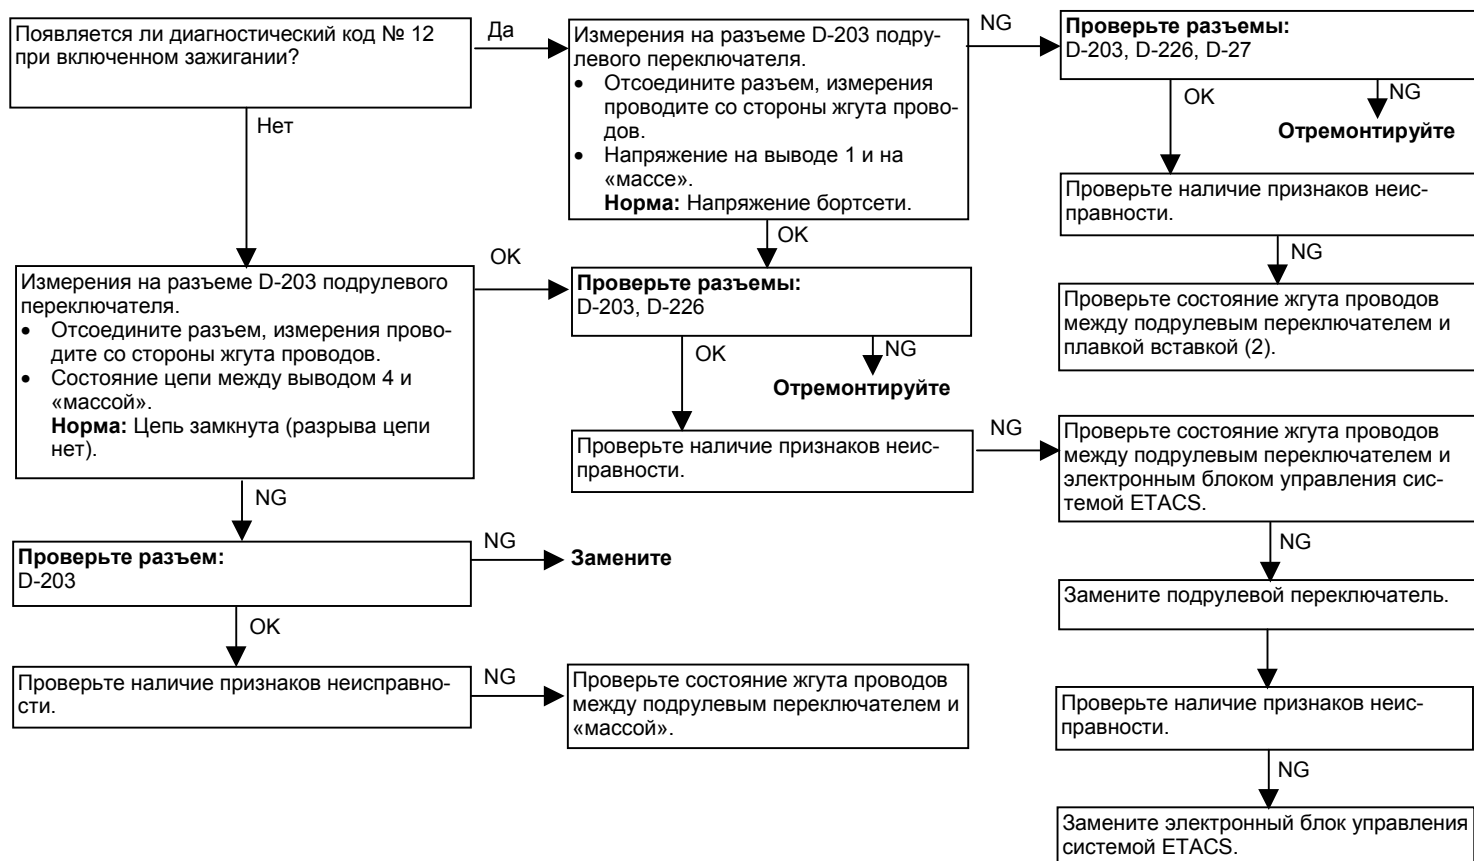 Появляется ли диагностический код № 12
при включенном зажигании?
Да
Нет
Измерения на разъеме D-203 подру-
левого переключателя.
• Отсоедините разъем, измерения
проводите со стороны жгута прово-
дов.
• Напряжение на выводе 1 и на
«массе».
Норма: Напряжение бортсети.
NG
OK
Проверьте разъемы:
D-203, D-226, D-27
OK
NG
Отремонтируйте
Проверьте наличие признаков неис-
правности.
NG
Проверьте состояние жгута проводов
между подрулевым переключателем и
плавкой вставкой (2).
Измерения на разъеме D-203 подрулевого
переключателя.
• Отсоедините разъем, измерения прово-
дите со стороны жгута проводов.
• Состояние цепи между выводом 4 и
«массой».
Норма: Цепь замкнута (разрыва цепи
нет).
OK
NG
Проверьте разъемы:
D-203, D-226
OK
NG
Отремонтируйте
Проверьте наличие признаков неис-
правности.
NG
Проверьте состояние жгута проводов
между подрулевым переключателем и
электронным блоком управления сис-
темой ETACS.
NG
Замените подрулевой переключатель.
Проверьте наличие признаков неис-
правности.
NG
Замените электронный блок управления
системой ETACS.
Проверьте разъем:
D-203
NG
Замените
OK
Проверьте наличие признаков неисправно-
сти.
NG
Проверьте состояние жгута проводов
между подрулевым переключателем и
«массой».